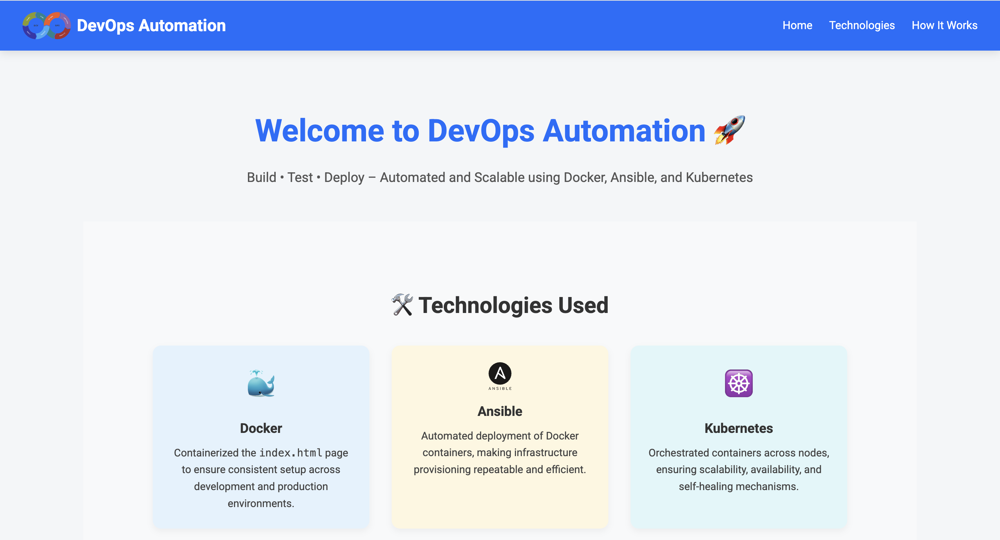 DEV
OPS
DevOps Automation
Home
Technologies
How It Works
Welcome to DevOps Automation 🚀
Build • Test • Deploy – Automated and Scalable using Docker, Ansible, and Kubernetes
🛠️ Technologies Used
Docker
Containerized the index.html page
to ensure consistent setup across
development and production
environments.
ANSIBLE
Ansible
Automated deployment of Docker
containers, making infrastructure
provisioning repeatable and efficient.
Kubernetes
Orchestrated containers across nodes,
ensuring scalability, availability, and
self-healing mechanisms.